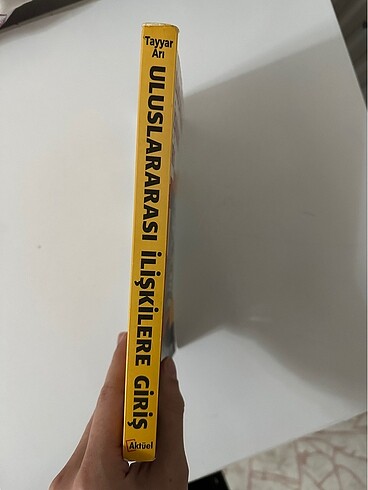 Tayyar
Arı
ULUSLARARASI İLİŞKİLERE GİRİŞ
Aktüel